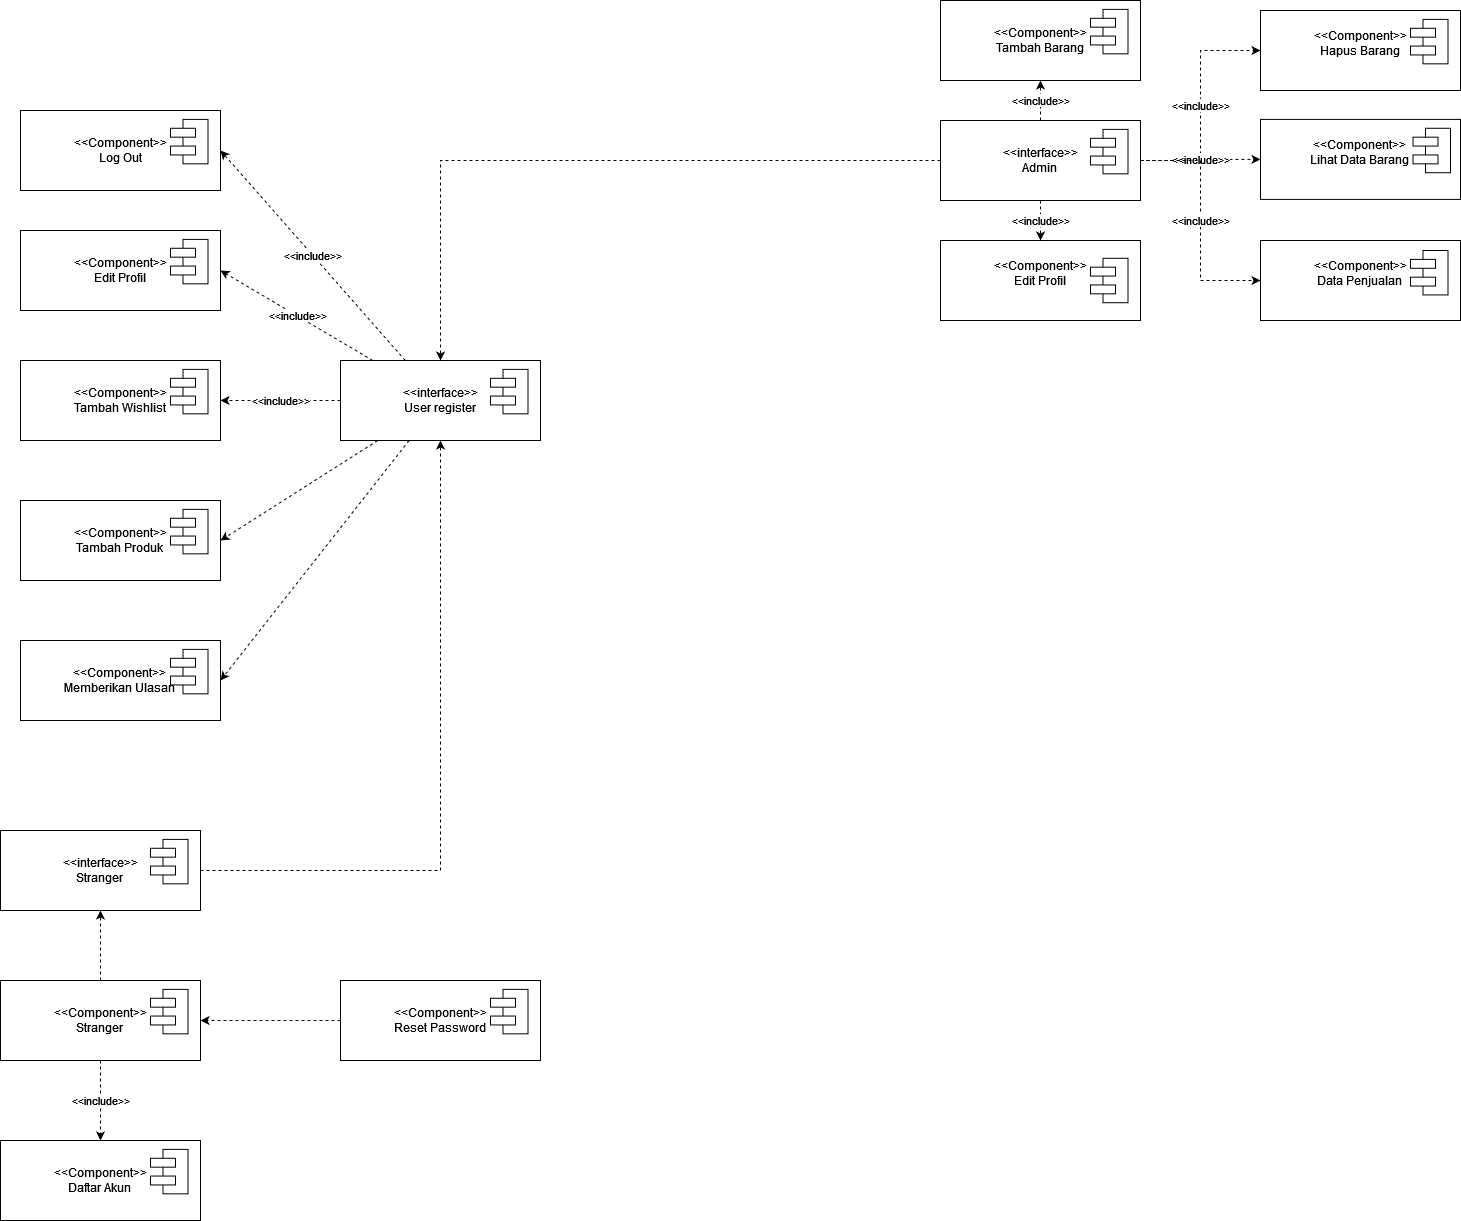 <<Component>>
Tambah Barang
<<Component>>
Hapus Barang
<<include>>
<<include>>
<<Component>>
Log Out
<<interface>>
Admin
<<include>>
<<Component>>
Lihat Data Barang
<<include>>
<<include>>
<<Component>>
Edit Profil
<<include>>
<<Component>>
Edit Profil
<<Component>>
Data Penjualan
<<include>>
<<Component>>
Tambah Wishlist
<<include>>
<<interface>>
User register
<<Component>>
Tambah Produk
<<Component>>
Memberikan Ulasan
<<interface>>
Stranger
<<Component>>
Stranger
<<Component>>
Reset Password
<<include>>
<<Component>>
Daftar Akun